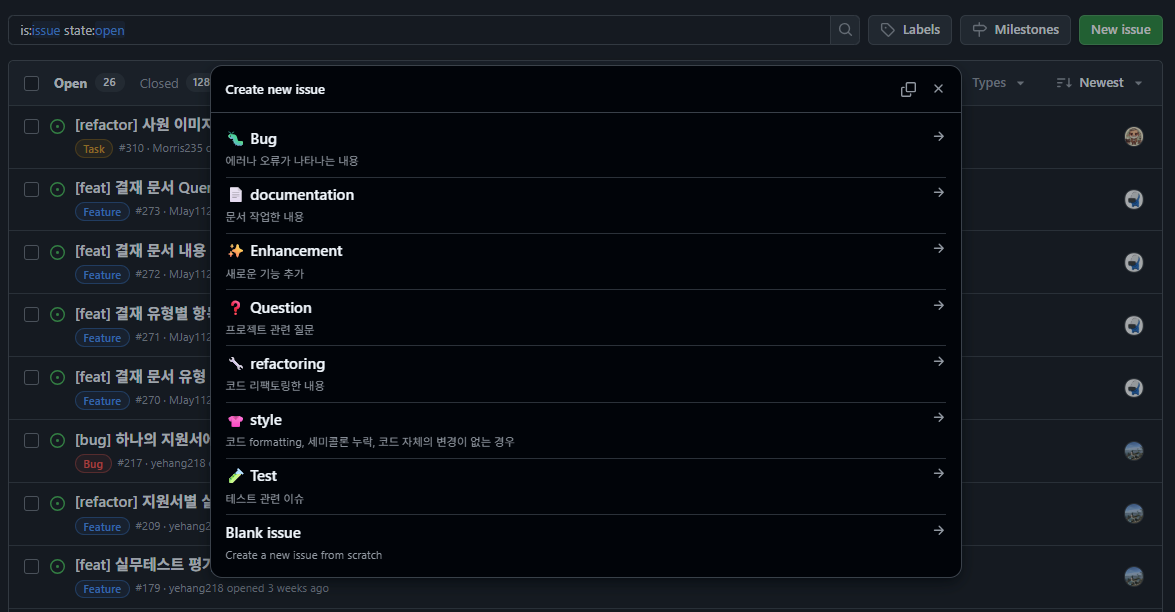 is:issue state:open
Labels
Milestones
New issue
Open 26
Closed 128
Types
Newest
Create new issue
[refactor] 사원 이미지
Task #310 · Morris235
[feat] 결재 문서
Feature #273 · MJay112
[feat] 결재 문서 내용
Feature #272 · MJay112
[feat] 결재 유형별
Feature #271 · MJay112
[feat] 결재 문서 유형
Feature #270 · MJay112
[bug] 하나의
Bug #217 · yehang218
[refactor] 지원서별
Feature #209 · yehang2
[feat] 실무테스트 평가
Feature #179 · yehang218 opened 3 weeks ago
Bug
에러나 오류가 나타나는 내용
documentation
문서 작업한 내용
Enhancement
새로운 기능 추가
Question
프로젝트 관련 질문
refactoring
코드 리팩토링한 내용
style
코드 formatting, 세미콜론 누락, 코드 자체의 변경이 없는 경우
Test
테스트 관련 이슈
Blank issue
Create a new issue from scratch